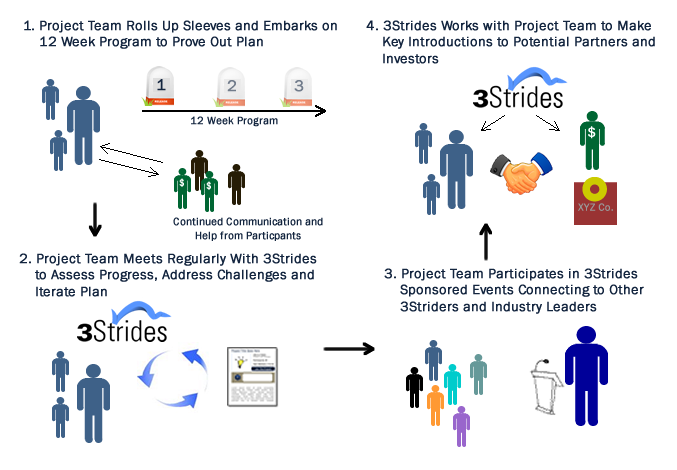 1. Project Team Rolls Up Sleeves and Embarks on
12 Week Program to Prove Out Plan
1
2
3
12 Week Program
$
$
Continued Communication and
Help from Particpants
2. Project Team Meets Regularly With 3Strides
to Assess Progress, Address Challenges and
Iterate Plan
3Strides
3. Project Team Participates in 3Strides
Sponsored Events Connecting to Other
3Striders and Industry Leaders
4. 3Strides Works with Project Team to Make
Key Introductions to Potential Partners and
Investors
3Strides
$
XYZ Co.